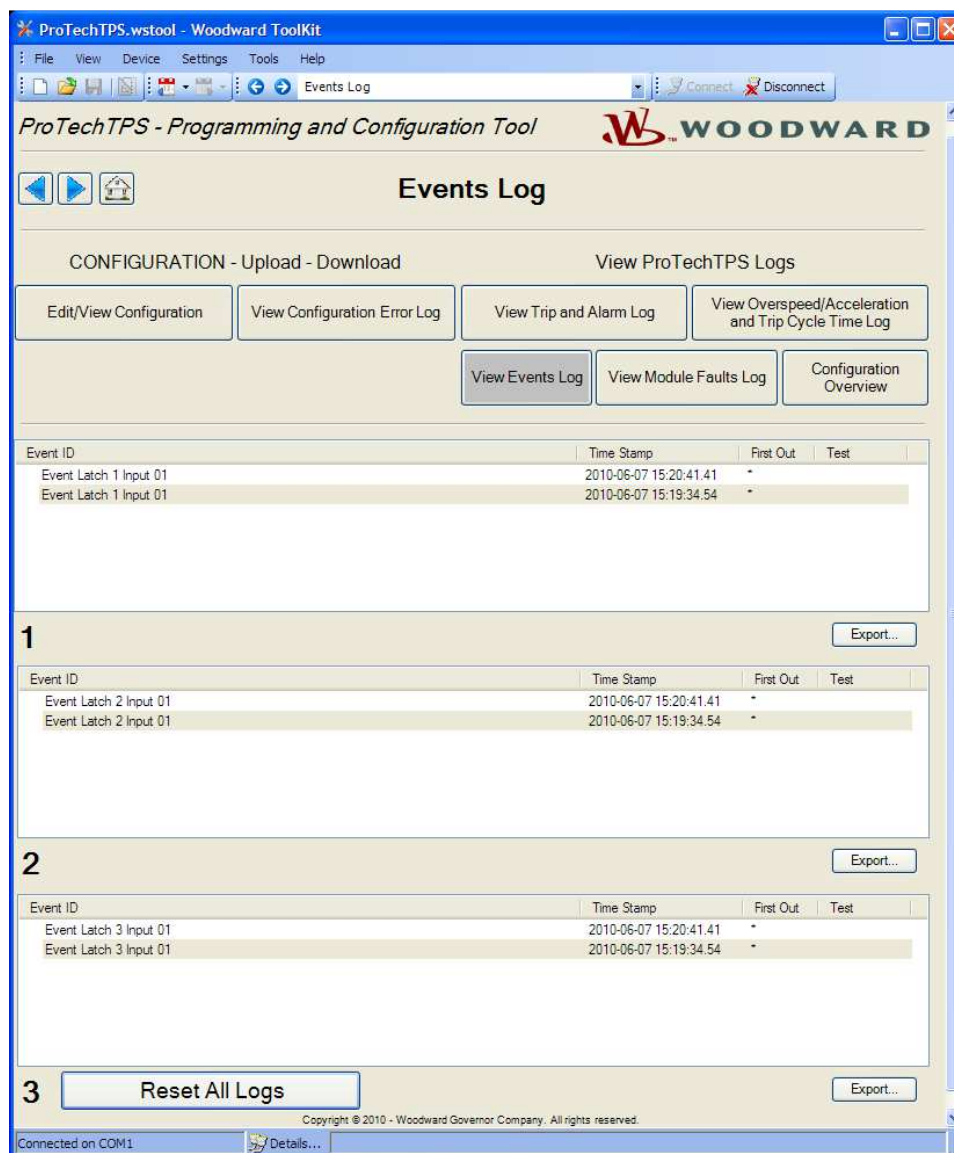 ProTechTPS.wstool - Woodward ToolKit
File View Device Settings Tools Help
Events Log Connect Disconnect
ProTechTPS - Programming and Configuration Tool
WOODWARD
Events Log
CONFIGURATION - Upload - Download
View ProTechTPS Logs
Edit/View Configuration
View Configuration Error Log
View Trip and Alarm Log
View Overspeed/Acceleration
and Trip Cycle Time Log
View Events Log
View Module Faults Log
Configuration
Overview
Event ID Time Stamp First Out Test
Event Latch 1 Input 01 2010-06-07 15:20:41.41 *
Event Latch 1 Input 01 2010-06-07 15:19:34.54 *
1 Export...
Event ID Time Stamp First Out Test
Event Latch 2 Input 01 2010-06-07 15:20:41.41 *
Event Latch 2 Input 01 2010-06-07 15:19:34.54 *
2 Export...
Event ID Time Stamp First Out Test
Event Latch 3 Input 01 2010-06-07 15:20:41.41 *
Event Latch 3 Input 01 2010-06-07 15:19:34.54 *
3 Reset All Logs Export...
Copyright © 2010 - Woodward Governor Company. All rights reserved.
Connected on COM1 Details...